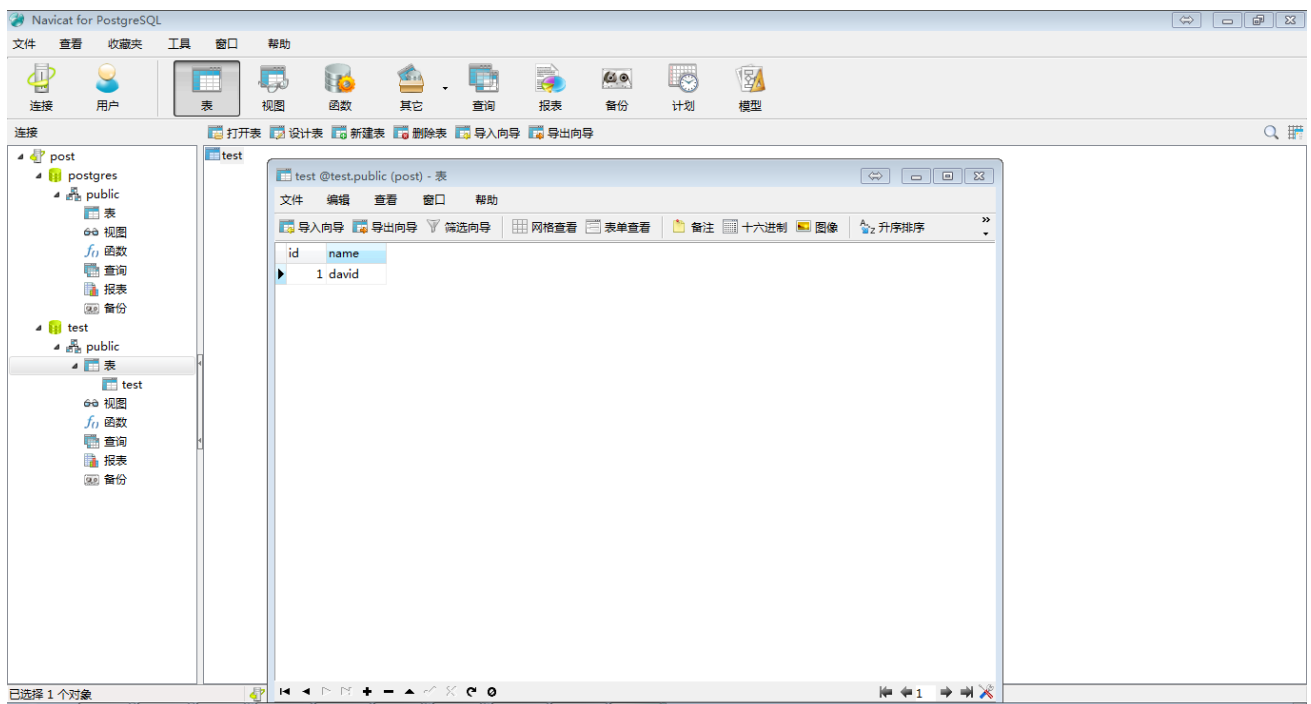 Navicat for PostgreSQL
文件 查看 收藏夹 工具 窗口 帮助
连接 用户 表 视图 函数 其它 查询 报表 备份 计划 模型
连接 打开表 设计表 新建表 删除表 导入向导 导出向导
post
postgres
public
表
视图
函数
查询
报表
备份
test
public
表
test
视图
函数
查询
报表
备份
test
test @test.public (post) - 表
文件 编辑 查看 窗口 帮助
导入向导 导出向导 筛选向导 网格查看 表单查看 备注 十六进制 图像 升序排序 »
id name
1 david
1
已选择 1 个对象